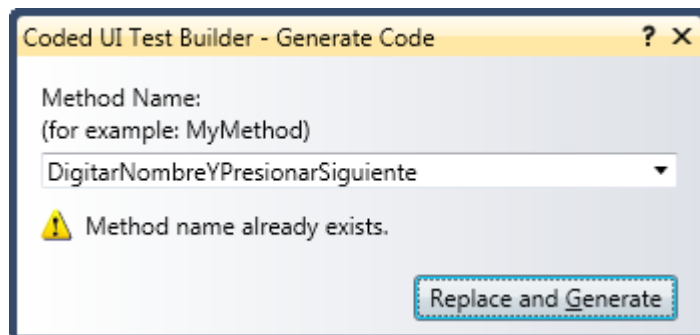 Coded UI Test Builder - Generate Code ? X
Method Name:
(for example: MyMethod)
DigitarNombreYPresionarSiguiente
Method name already exists.
Replace and Generate